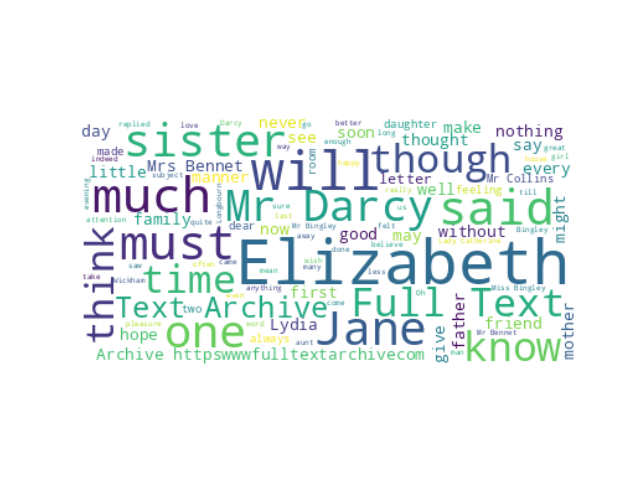 replied love Darcy never go better daughter make nothing
day sister see soon long thought say great
made way enough
indeed Mrs Bennet will though Mr Collins girl
little manner room happy letter every
subject really well feeling house till
evening much Mr Darcy said
attention family quite Longbourn sure us might
last
dear Mr Bingley felt without Bingley
must now away good may Lady Catherine
done believe
think saw Elizabeth
take time often came wish less Miss Bingley
Wickham mean many
even first anything Oh
Text Archive Full Text
two come
pleasure one word Lydia Jane father friend
hope always give Mr Bennet mother
aunt know
man
Archive httpswwwfulltextarchivecom